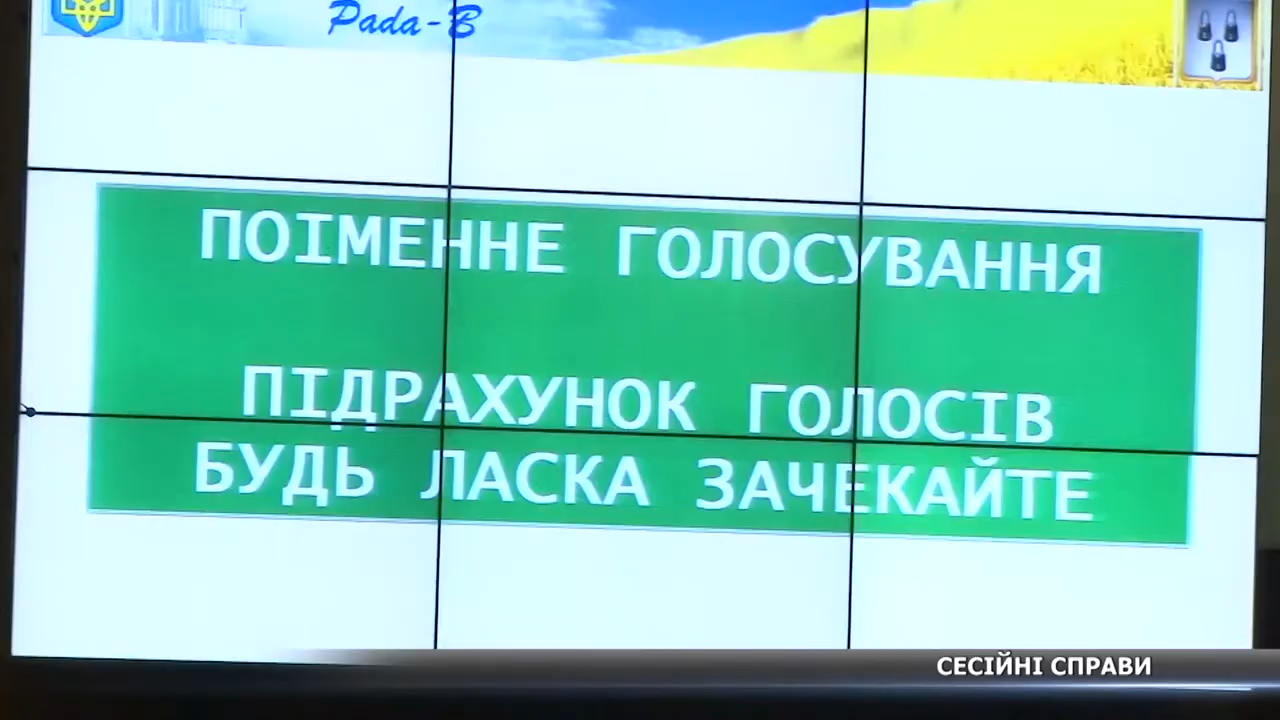 Рада-В
ПОІМЕННЕ ГОЛОСУВАННЯ
ПІДРАХУНОК ГОЛОСІВ
БУДЬ ЛАСКА ЗАЧЕКАЙТЕ
СЕСІЙНІ СПРАВИ